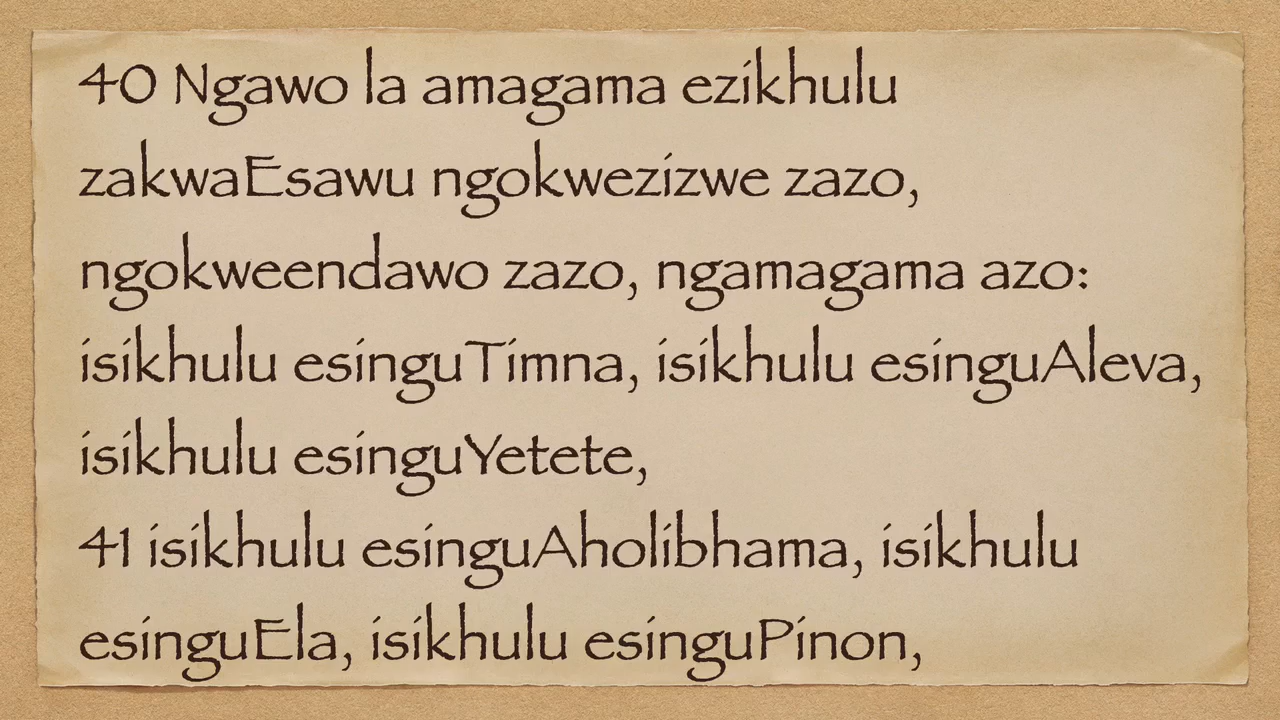 40 Ngawo la amagama ezikhulu
zakwaEsawu ngokwezizwe zazo,
ngokweendawo zazo, ngamagama azo:
isikhulu esinguTimna, isikhulu esinguAleva,
isikhulu esinguYetete,
41 isikhulu esinguAholibhama, isikhulu
esinguEla, isikhulu esinguPinon,